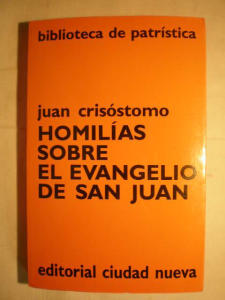 biblioteca de patrística
juan crisóstomo
HOMILÍAS
SOBRE
EL EVANGELIO
DE SAN JUAN
editorial ciudad nueva